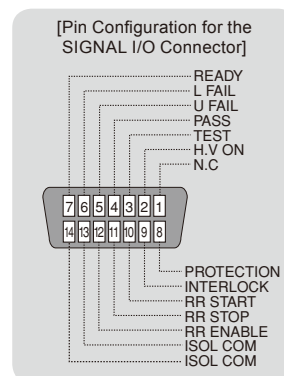 [Pin Configuration for the
SIGNAL I/O Connector]
READY
L FAIL
U FAIL
PASS
TEST
H.V ON
N.C
7 6 5 4 3 2 1
14 13 12 11 10 9 8
PROTECTION
INTERLOCK
RR START
RR STOP
RR ENABLE
ISOL COM
ISOL COM